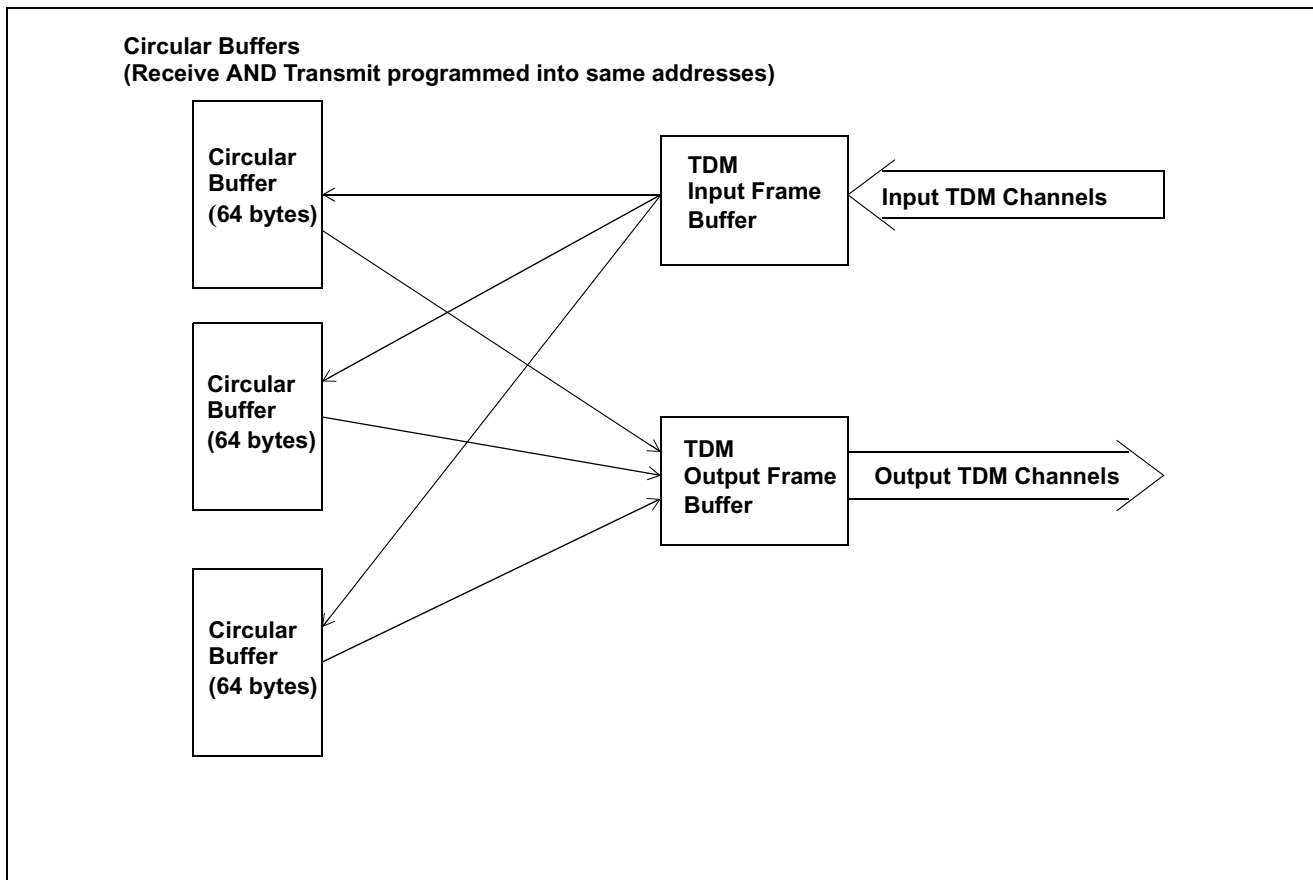 Circular Buffers
(Receive AND Transmit programmed into same addresses)
Circular
Buffer
(64 bytes)
TDM
Input Frame
Buffer
Input TDM Channels
Circular
Buffer
(64 bytes)
TDM
Output Frame
Buffer
Output TDM Channels
Circular
Buffer
(64 bytes)